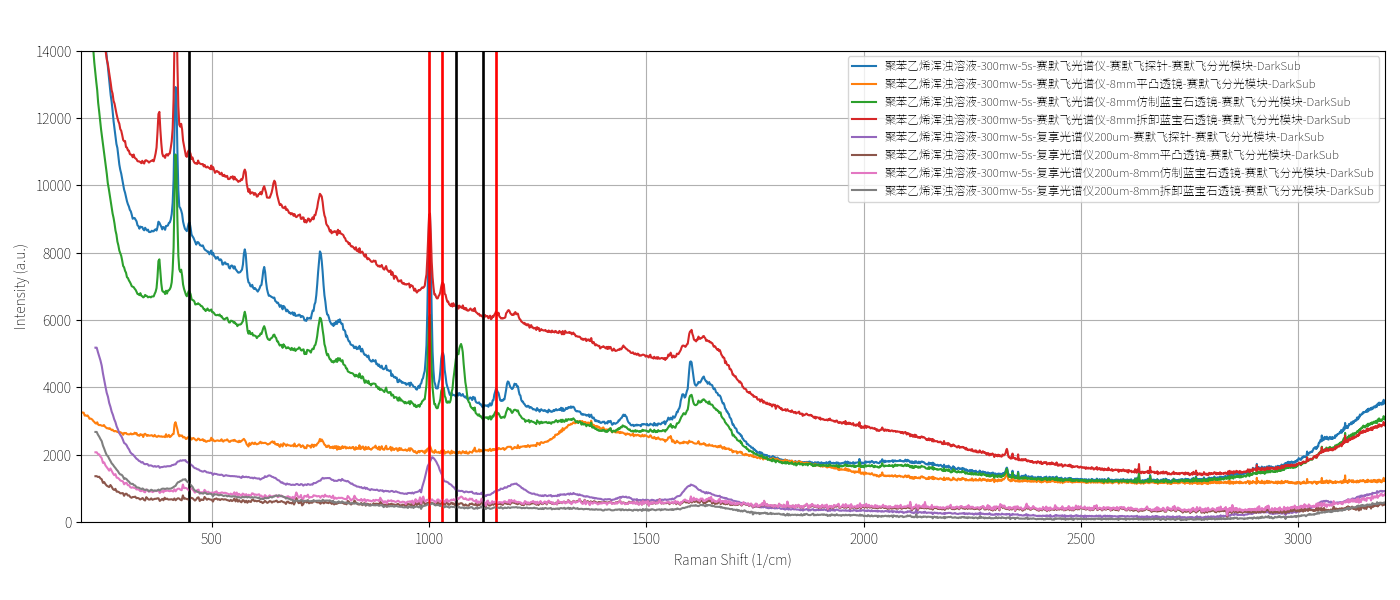 14000
12000
10000
8000
6000
4000
2000
0
Intensity (a.u.)
聚苯乙烯浑浊溶液-300mw-5s-赛默飞光谱仪-赛默飞探针-赛默飞分光模块-DarkSub
聚苯乙烯浑浊溶液-300mw-5s-赛默飞光谱仪-8mm平凸透镜-赛默飞分光模块-DarkSub
聚苯乙烯浑浊溶液-300mw-5s-赛默飞光谱仪-8mm仿制蓝宝石透镜-赛默飞分光模块-DarkSub
聚苯乙烯浑浊溶液-300mw-5s-赛默飞光谱仪-8mm拆卸蓝宝石透镜-赛默飞分光模块-DarkSub
聚苯乙烯浑浊溶液-300mw-5s-复享光谱仪200um-赛默飞探针-赛默飞分光模块-DarkSub
聚苯乙烯浑浊溶液-300mw-5s-复享光谱仪200um-8mm平凸透镜-赛默飞分光模块-DarkSub
聚苯乙烯浑浊溶液-300mw-5s-复享光谱仪200um-8mm仿制蓝宝石透镜-赛默飞分光模块-DarkSub
聚苯乙烯浑浊溶液-300mw-5s-复享光谱仪200um-8mm拆卸蓝宝石透镜-赛默飞分光模块-DarkSub
500 1000 1500 2000 2500 3000
Raman Shift (1/cm)